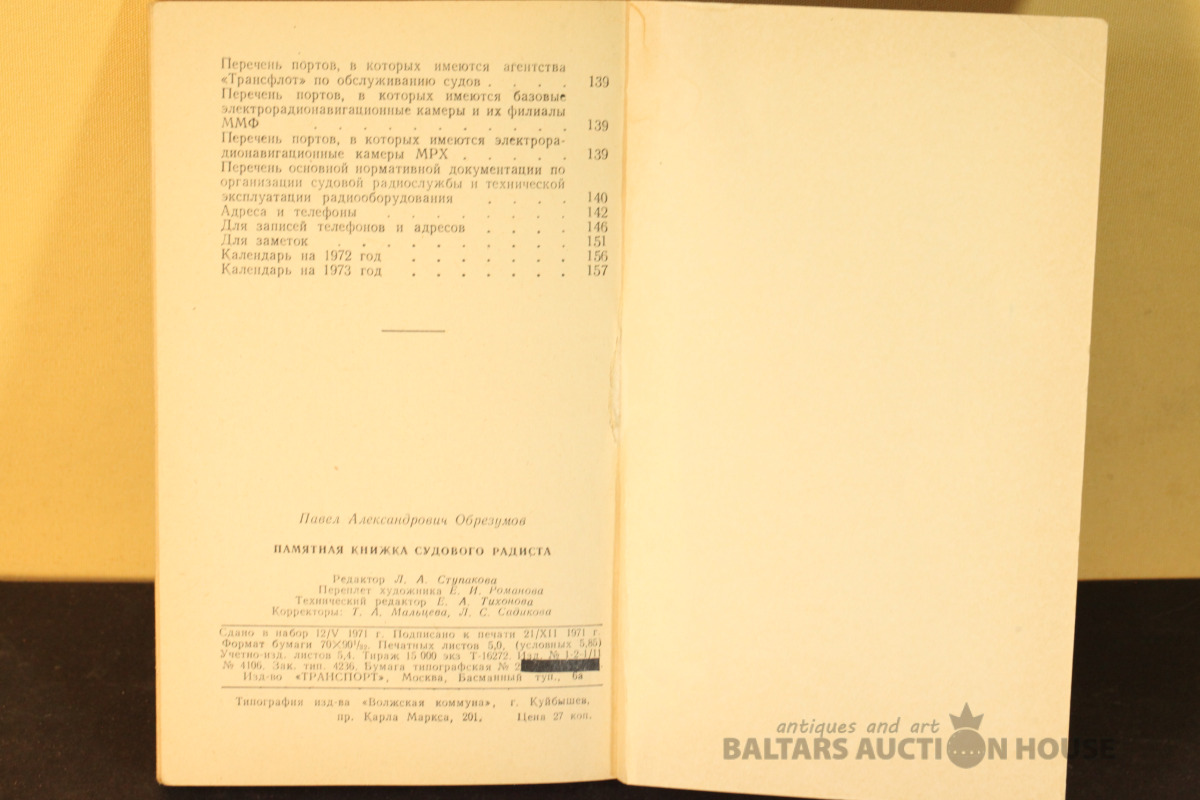 Перечень портов, в которых имеются агентства
«Трансфлот» по обслуживанию судов . . . . 139
Перечень портов, в которых имеются базовые
электрорадионавигационные камеры и их филиалы
ММФ . . . . . . . . . . 139
Перечень портов, в которых имеются электрора-
дионавигационные камеры МРХ . . . . . 139
Перечень основной нормативной документации по
организации судовой радиослужбы и технической
эксплуатации радиооборудования . . . . 140
Адреса и телефоны . . . . . . . . 142
Для записей телефонов и адресов . . . . 146
Для заметок . . . . . . . . . . 151
Календарь на 1972 год . . . . . . . 156
Календарь на 1973 год . . . . . . . 157
Павел Александрович Обрезумов
ПАМЯТНАЯ КНИЖКА СУДОВОГО РАДИСТА
Редактор Л. А. Ступакова
Переплет художника Е. И. Романова
Технический редактор Е. А. Тихонова
Корректоры: Т. А. Мальцева, Л. С. Садикова
Сдано в набор 12/V 1971 г. Подписано к печати 21/XII 1971 г.
Формат бумаги 70×90¹/₃₂. Печатных листов 5,0, (условных 5,85)
Учетно-изд. листов 5,4. Тираж 15 000 экз Т-16272. Изд. № 1-2-1/11
№ 4106. Зак. тип. 4236. Бумага типографская № 2
Изд-во «ТРАНСПОРТ», Москва, Басманный туп., 6а
Типография изд-ва «Волжская коммуна», г. Куйбышев,
пр. Карла Маркса, 201. Цена 27 коп.
antiques and art
BALTARS AUCTION HOUSE